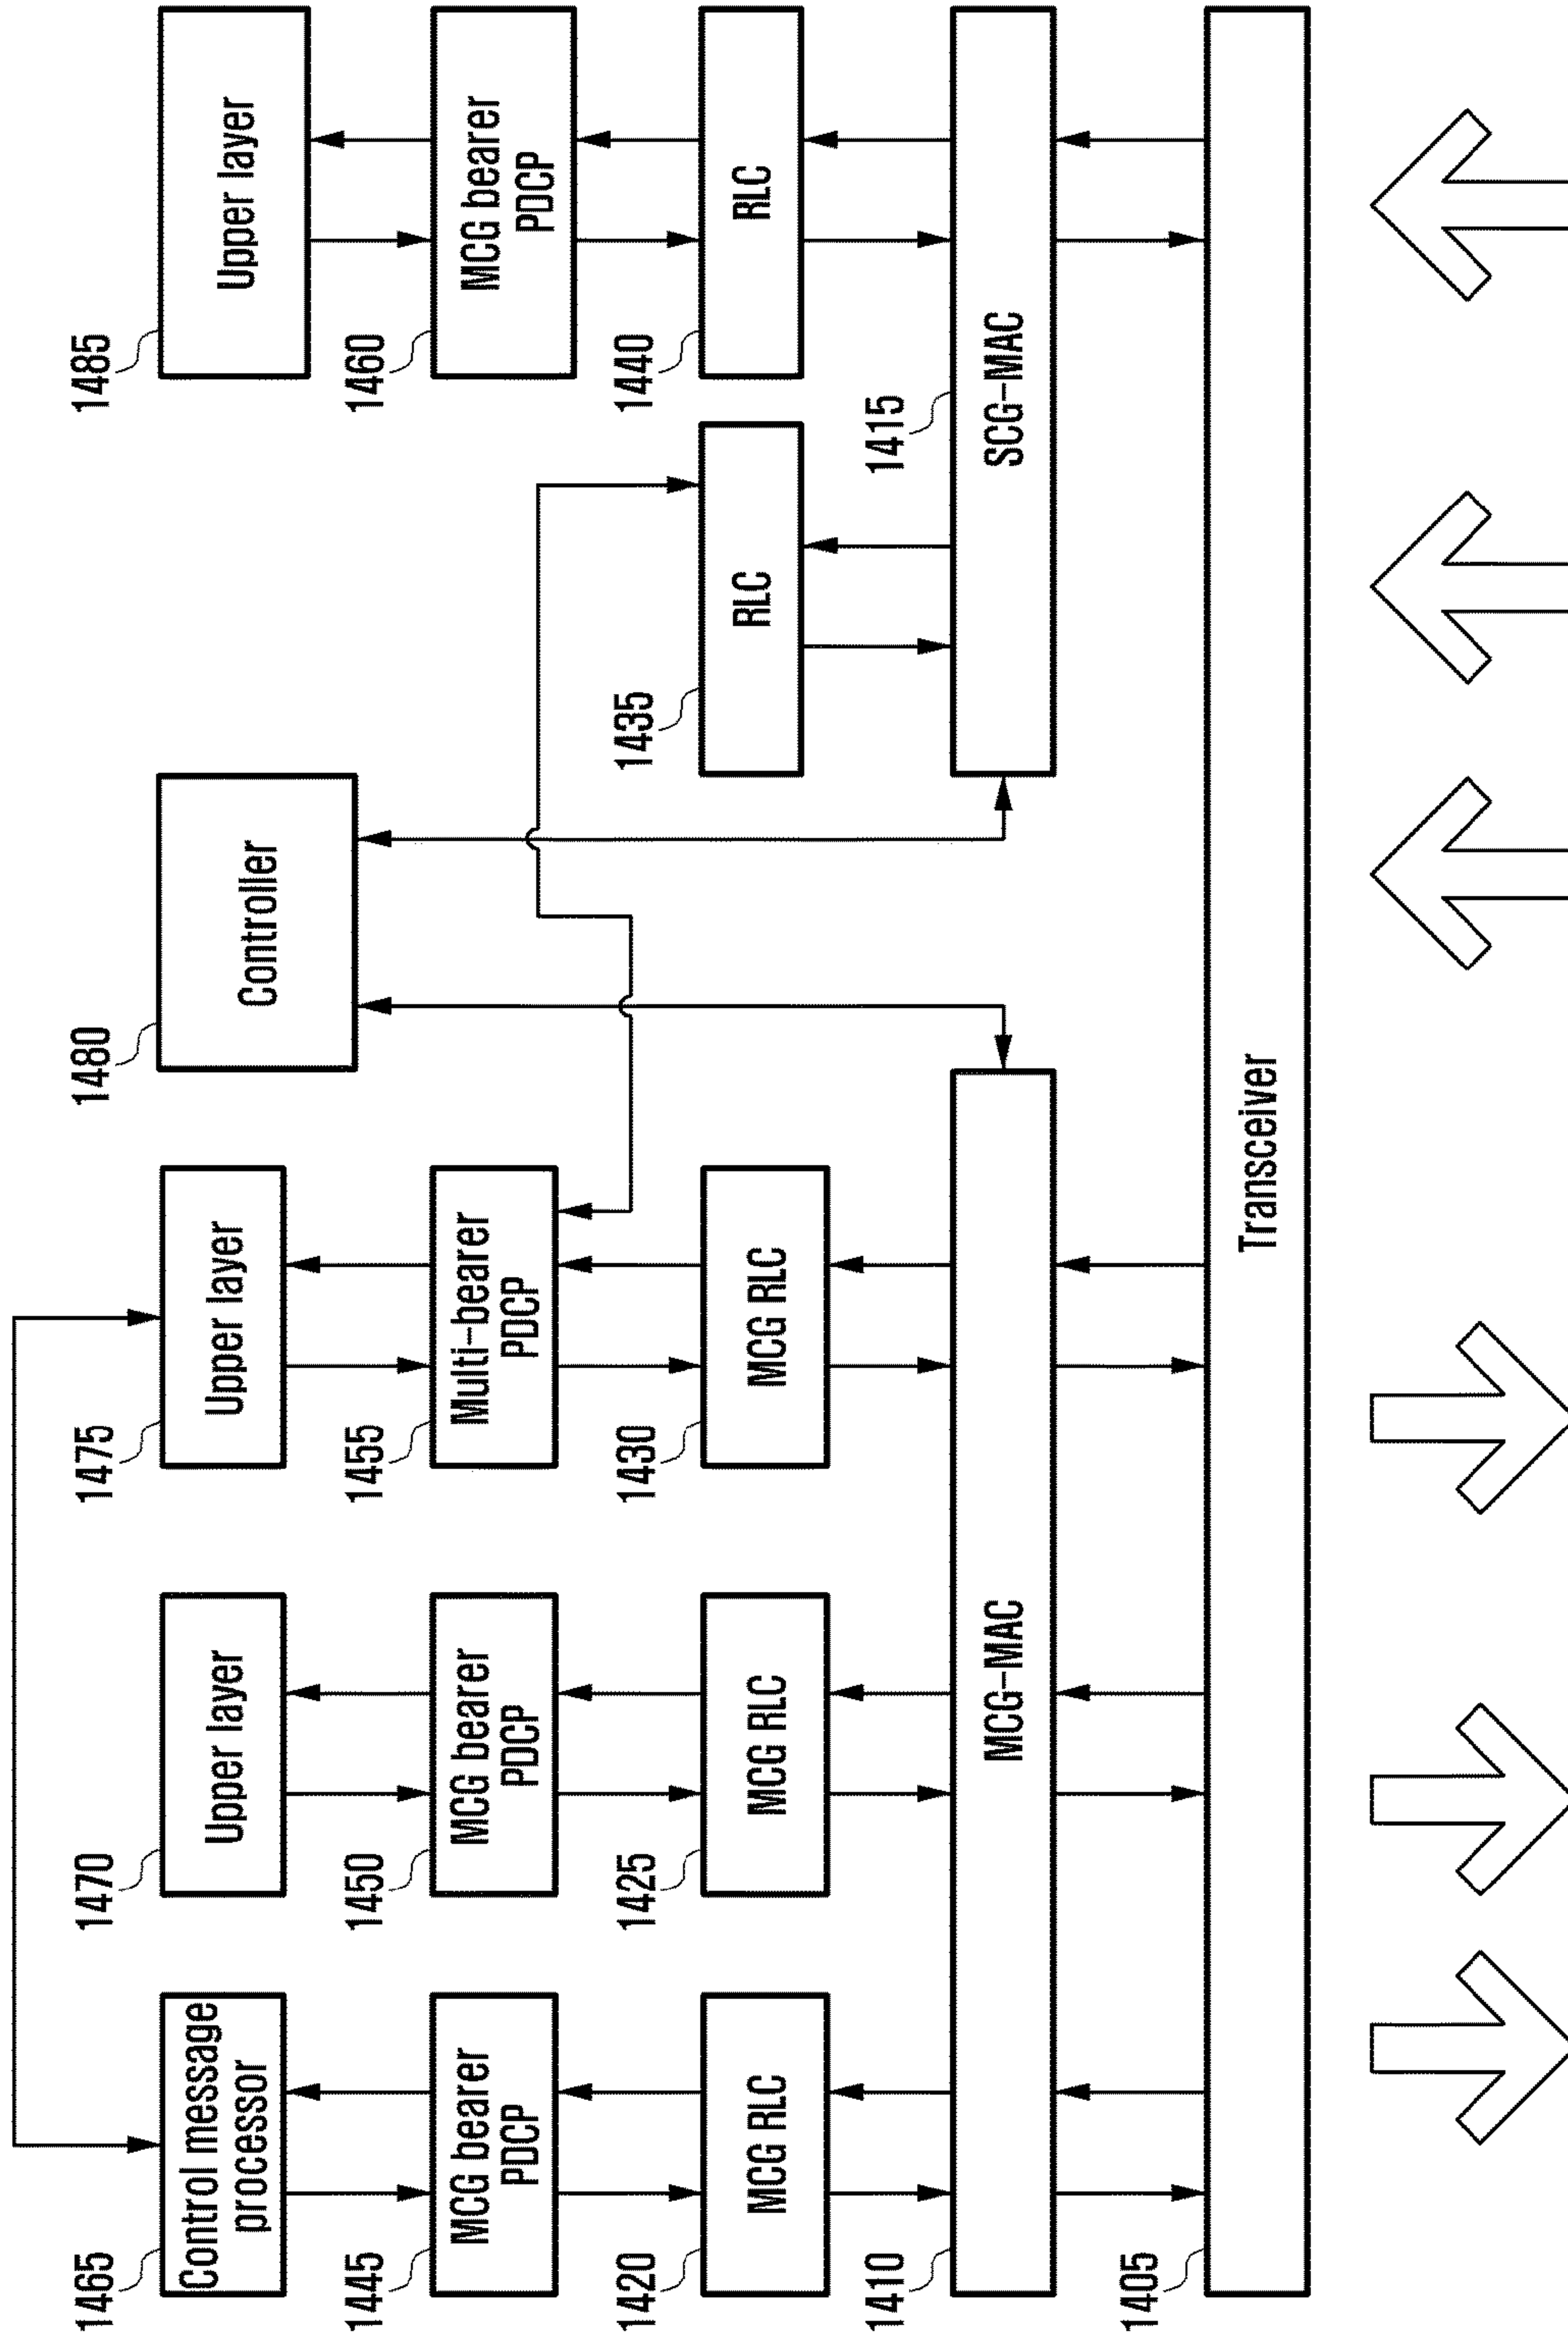 1465
Control message
processor
1470
Upper layer
1475
Upper layer
1480
Controller
1485
Upper layer
1445
MCG bearer
PDCP
1450
MCG bearer
PDCP
1455
Multi-bearer
PDCP
1460
MCG bearer
PDCP
1420
MCG RLC
1425
MCG RLC
1430
MCG RLC
1435
RLC
1440
RLC
1410
MCG-MAC
1415
SCG-MAC
1405
Transceiver